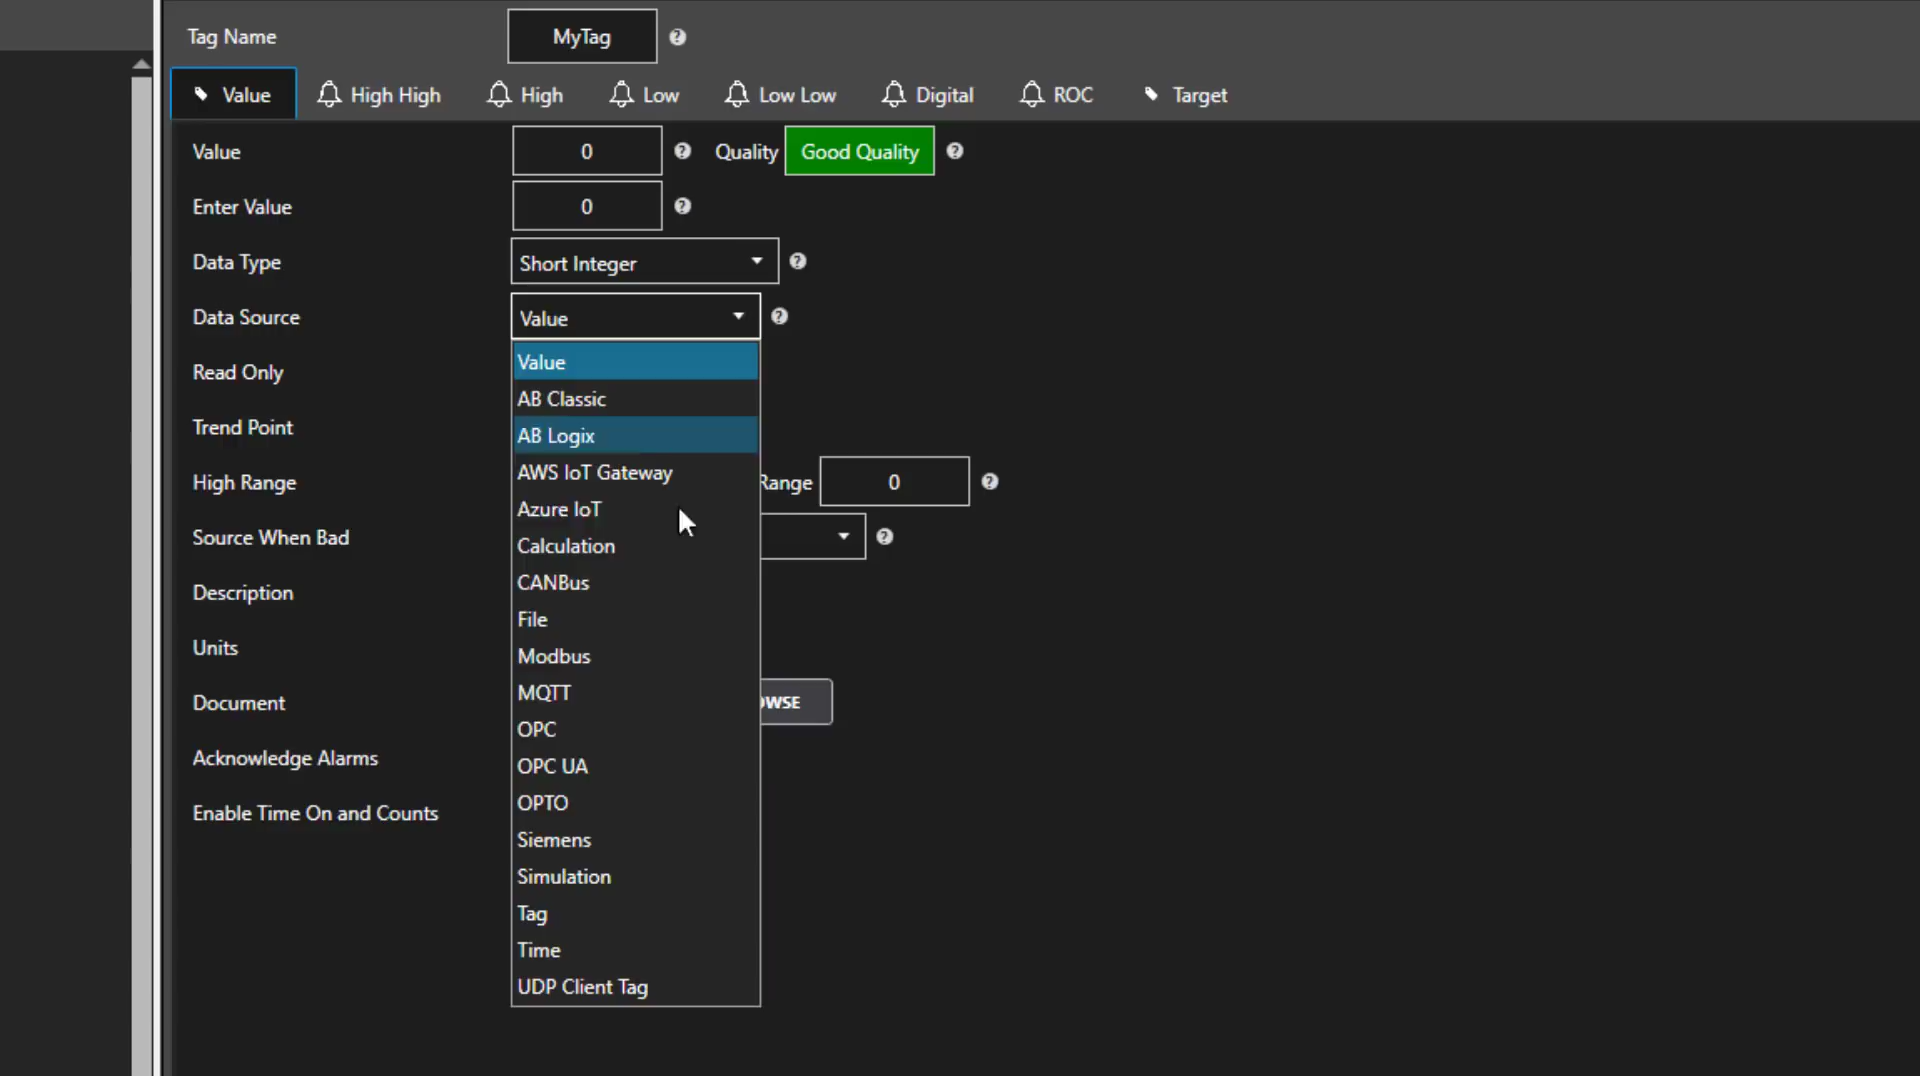 Tag Name MyTag
Value High High High Low Low Low Digital ROC Target
Value 0 Quality Good Quality
Enter Value 0
Data Type Short Integer
Data Source Value
Value
Read Only
AB Classic
Trend Point
AB Logix
AWS IoT Gateway
High Range Range 0
Azure IoT
Source When Bad
Calculation
CANBus
Description
File
Units
Modbus
MQTT
Document OWSE
OPC
Acknowledge Alarms
OPC UA
OPTO
Enable Time On and Counts
Siemens
Simulation
Tag
Time
UDP Client Tag